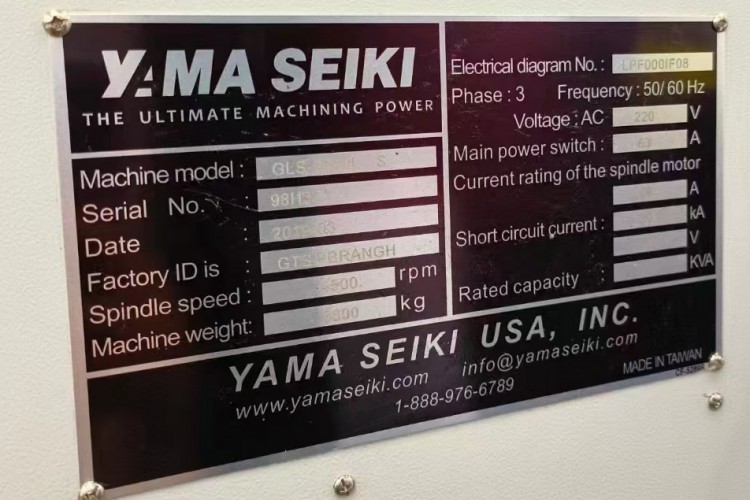 YAMA SEIKI
THE ULTIMATE MACHINING POWER
Machine model :
Serial No. :
Date :
Factory ID is :
Spindle speed : rpm
Machine weight: kg
Electrical diagram No. : LPF000IF08
Phase : 3 Frequency : 50/60 Hz
Voltage : AC 220 V
Main power switch : A
Current rating of the spindle motor
A
Short circuit current : kA
V
Rated capacity : KVA
YAMA SEIKI USA, INC.
www.yamaseiki.com info@yamaseiki.com
1-888-976-6789
MADE IN TAIWAN